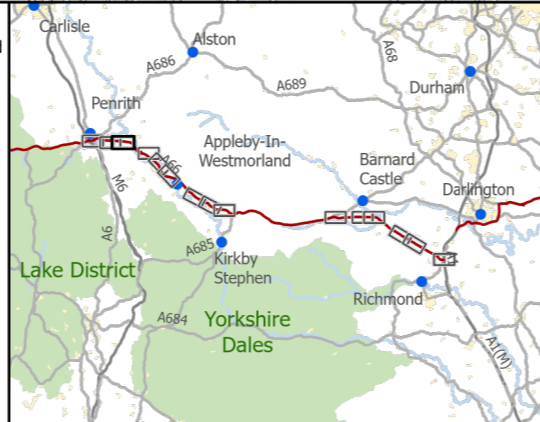 Carlisle
Alston
A686
A68
A689
Durham
Penrith
Appleby-In-
Westmorland
A66
Barnard
Castle
Darlington
M6
A6
A685
Lake District
Kirkby
Stephen
Richmond
A684
Yorkshire
Dales
A1(M)